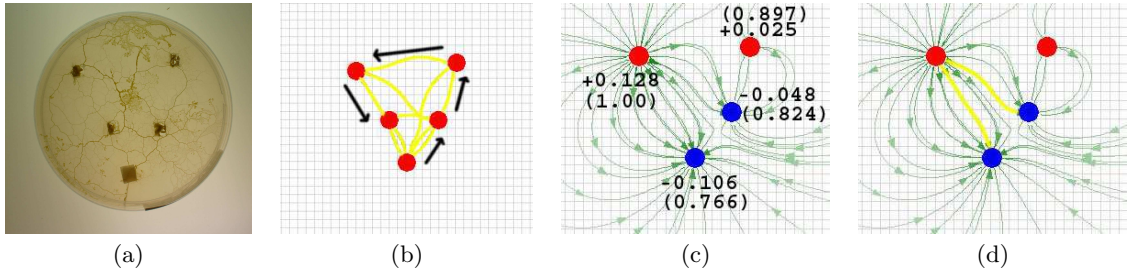 (0.897)
+0.025
+0.128
(1.00)
-0.048
(0.824)
-0.106
(0.766)
(a)
(b)
(c)
(d)